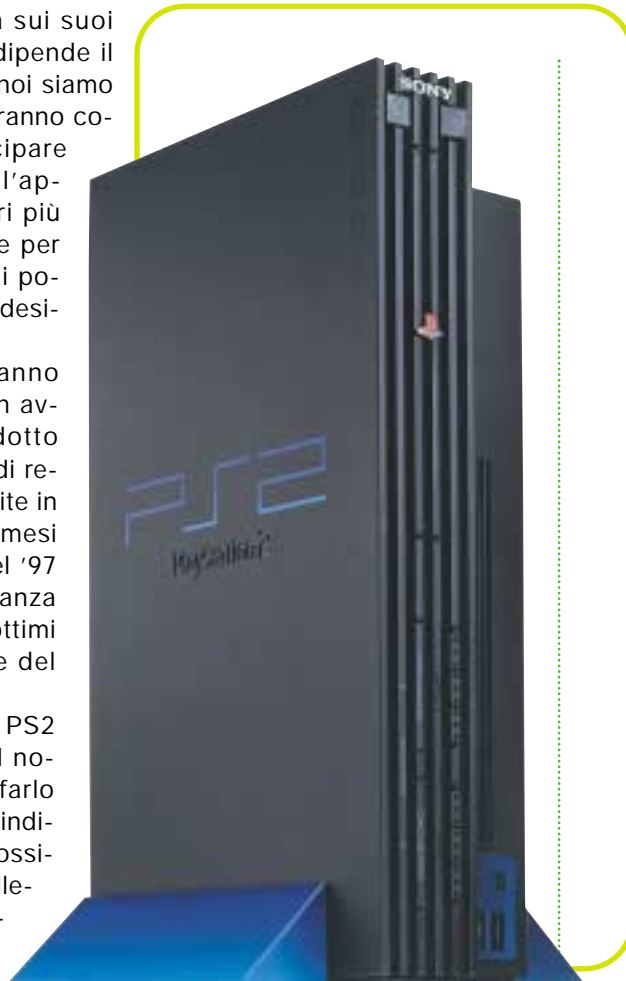 sui suoi
dipende il
noi siamo
ranno co-
cipare
l'ap-
ri più
e per
i po-
desi-
anno
n av-
dotto
di re-
ite in
mesi
el '97
anza
ottimi
e del
PS2
l no-
farlo
indi-
ossi-
lle-
-
SONY
PS2
PlayStation 2